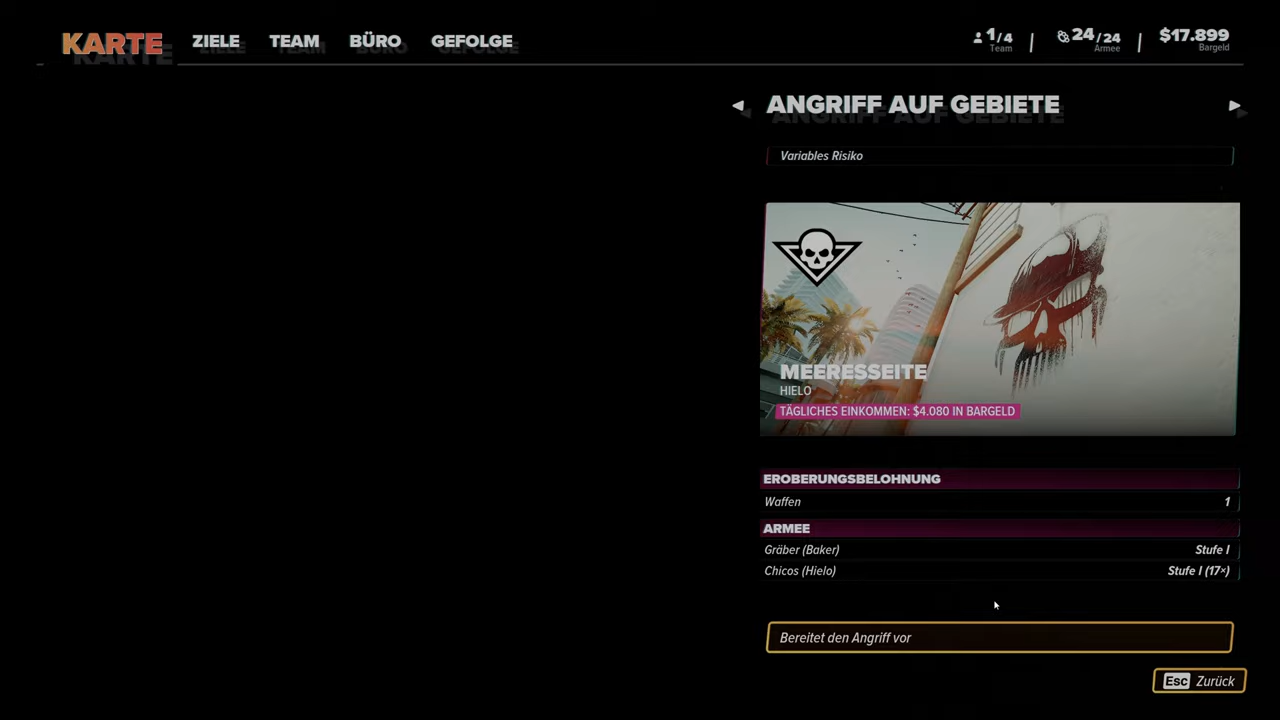 KARTE ZIELE TEAM BÜRO GEFOLGE
1/4 Team
24/24 Armee
$17.899 Bargeld
ANGRIFF AUF GEBIETE
Variables Risiko
MEERESSEITE
HIELO
TÄGLICHES EINKOMMEN: $4.080 IN BARGELD
EROBERUNGSBELOHNUNG
Waffen 1
ARMEE
Gräber (Baker) Stufe I
Chicos (Hielo) Stufe I (17×)
Bereitet den Angriff vor
Esc Zurück